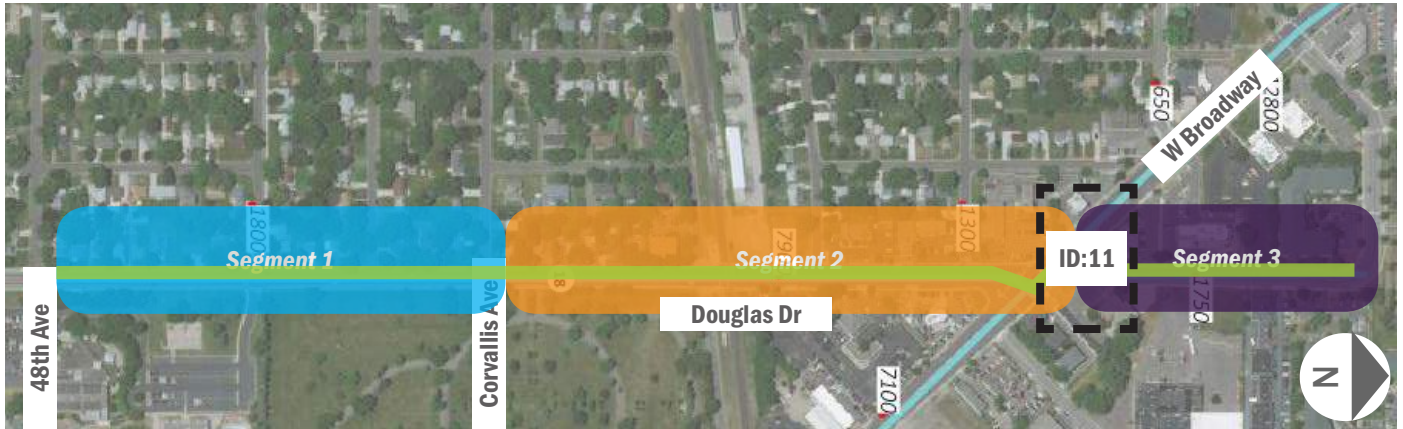 W Broadway
2800
650
1800
1300
ID:11
Segment 1
Segment 2
Segment 3
8
Douglas Dr
1750
48th Ave
Corvallis Ave
7100
N